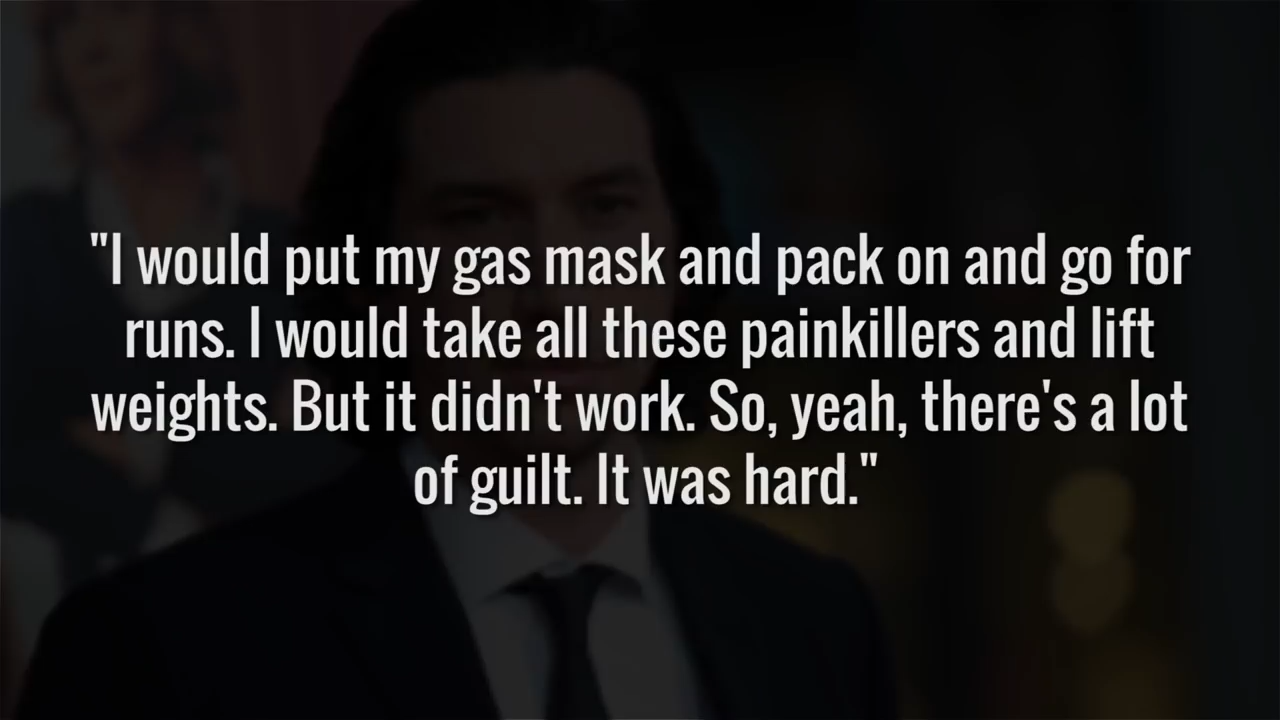 "I would put my gas mask and pack on and go for
runs. I would take all these painkillers and lift
weights. But it didn't work. So, yeah, there's a lot
of guilt. It was hard."